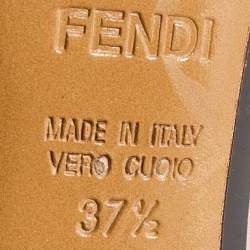 FENDI
MADE IN ITALY
VERO CUOIO
37½